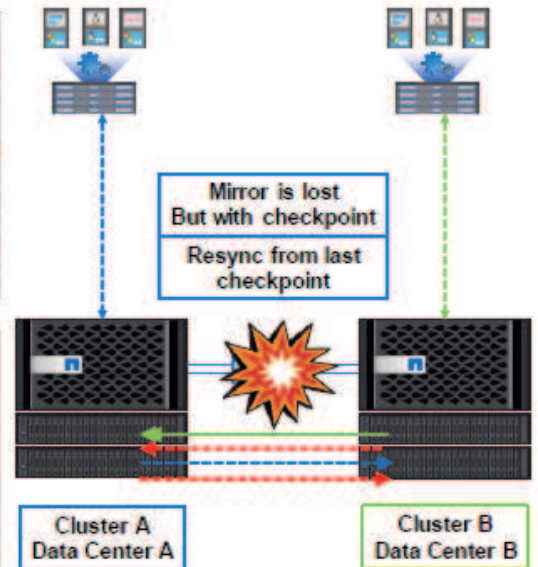 Mirror is lost
But with checkpoint
Resync from last
checkpoint
Cluster A
Data Center A
Cluster B
Data Center B